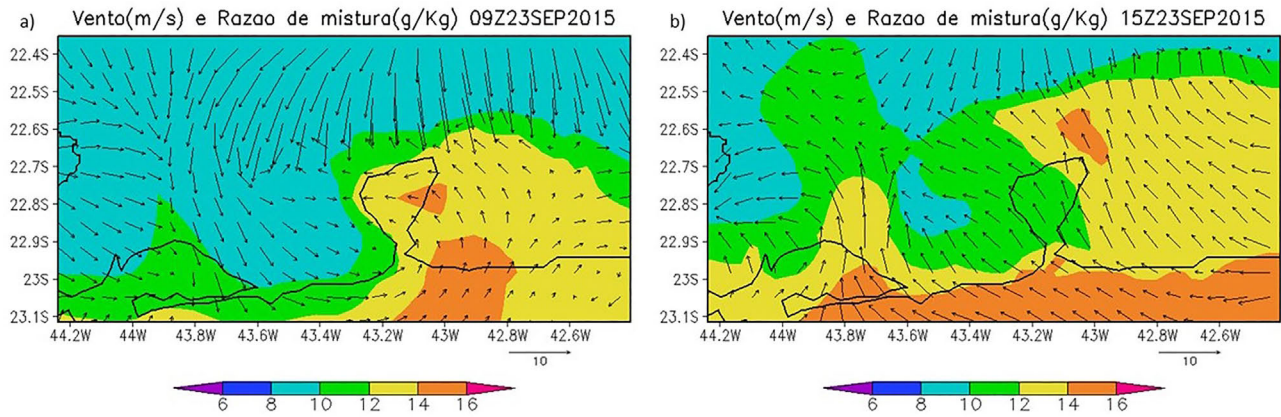 a) Vento(m/s) e Razao de mistura(g/Kg) 09Z23SEP2015
22.4S
22.5S
22.6S
22.7S
22.8S
22.9S
23S
23.1S
44.2W 44W 43.8W 43.6W 43.4W 43.2W 43W 42.8W 42.6W
10
6 8 10 12 14 16
b) Vento(m/s) e Razao de mistura(g/Kg) 15Z23SEP2015
22.4S
22.5S
22.6S
22.7S
22.8S
22.9S
23S
23.1S
44.2W 44W 43.8W 43.6W 43.4W 43.2W 43W 42.8W 42.6W
10
6 8 10 12 14 16